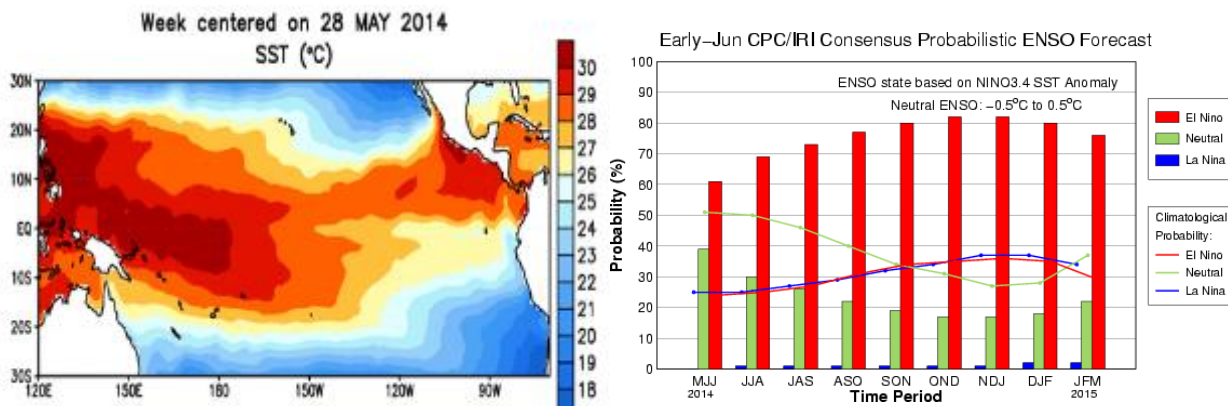 Week centered on 28 MAY 2014
SST (°C)
30N
20N
10N
EQ
10S
20S
30S
120E 150E 180 150W 120W 90W
30
29
28
27
26
25
24
23
22
21
20
19
18
Early-Jun CPC/IRI Consensus Probabilistic ENSO Forecast
ENSO state based on NINO3.4 SST Anomaly
Neutral ENSO: -0.5°C to 0.5°C
Probability (%)
100
90
80
70
60
50
40
30
20
10
0
MJJ JJA JAS ASO SON OND NDJ DJF JFM
2014 2015
Time Period
El Nino
Neutral
La Nina
Climatological
Probability:
El Nino
Neutral
La Nina